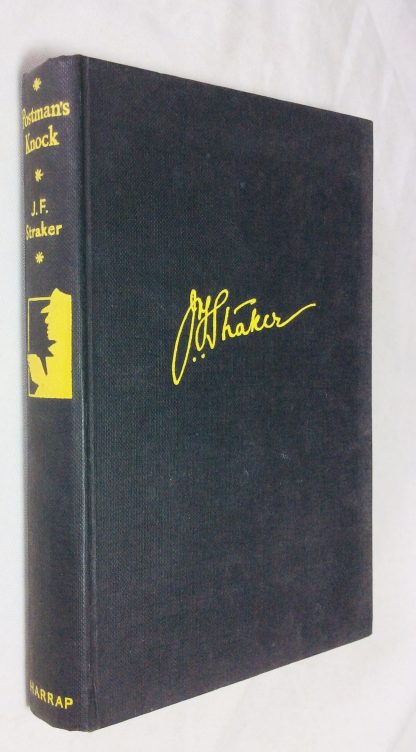 *
Postman's
Knock
*
J. F.
Straker
*
HARRAP
J. F. Straker